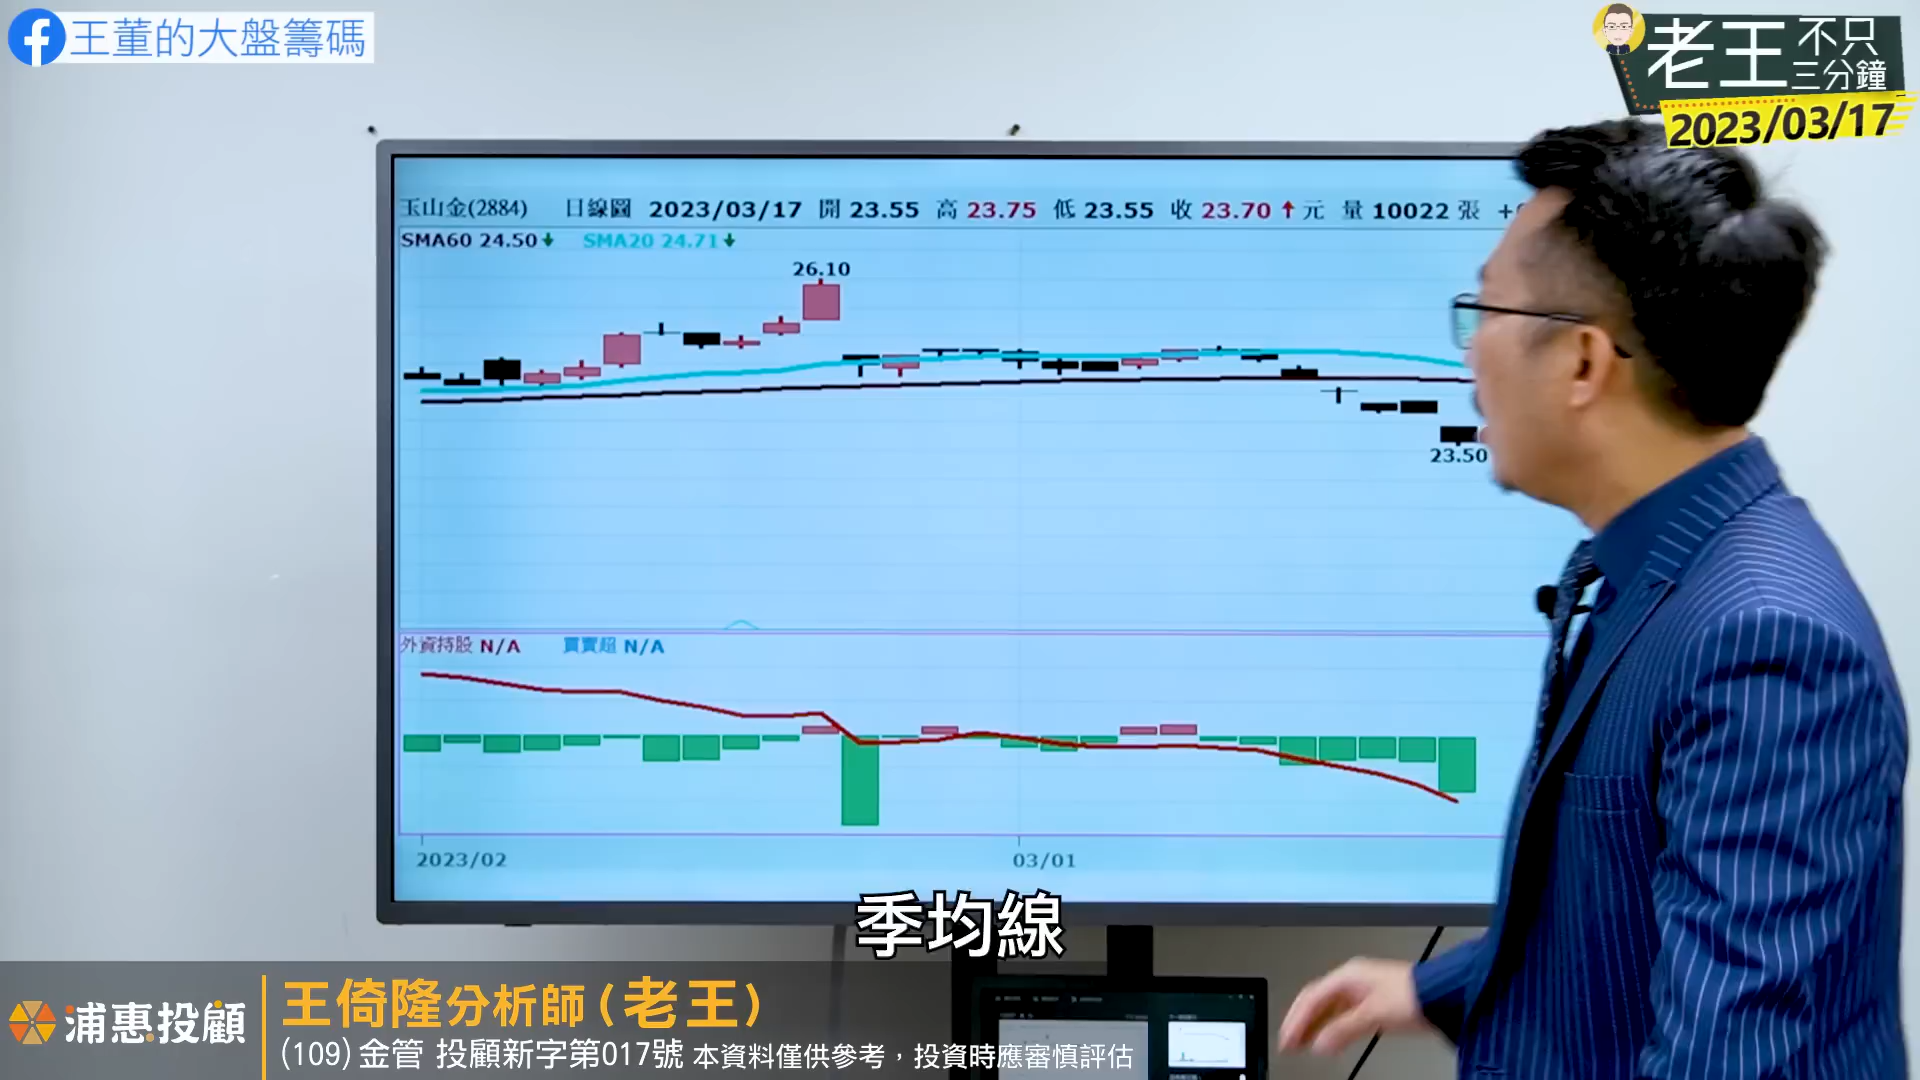 王董的大盤籌碼
老王不只三分鐘
2023/03/17
玉山金(2884) 日線圖 2023/03/17 開 23.55 高 23.75 低 23.55 收 23.70 ↑ 元 量 10022 張
SMA60 24.50↓ SMA20 24.71↓
26.10
23.50
外資持股 N/A 買賣超 N/A
2023/02 03/01
季均線
浦惠投顧
王倚隆分析師(老王)
(109)金管 投顧新字第017號 本資料僅供參考，投資時應審慎評估